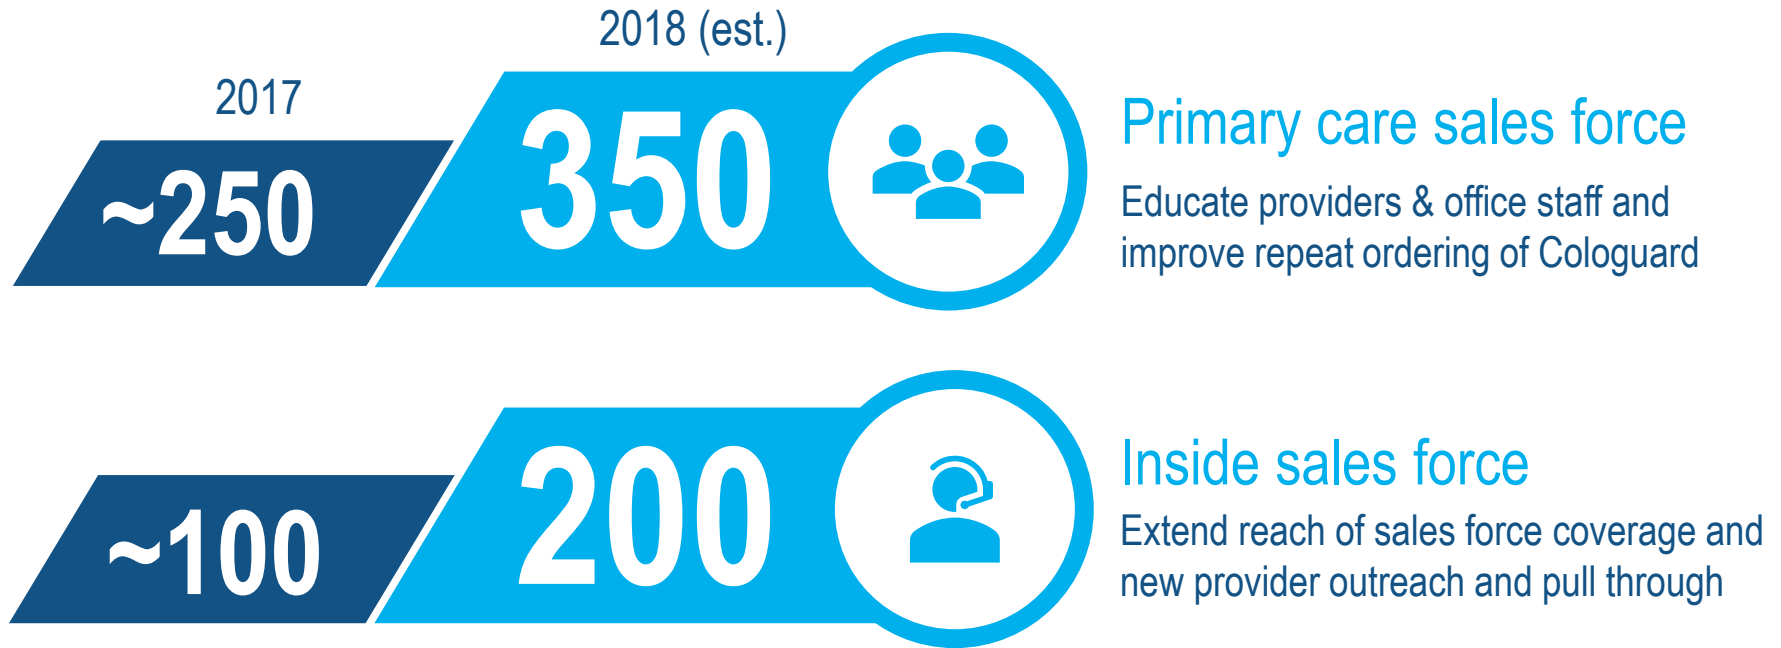 2017
2018 (est.)
~250
350
Primary care sales force
Educate providers & office staff and
improve repeat ordering of Cologuard
~100
200
Inside sales force
Extend reach of sales force coverage and
new provider outreach and pull through